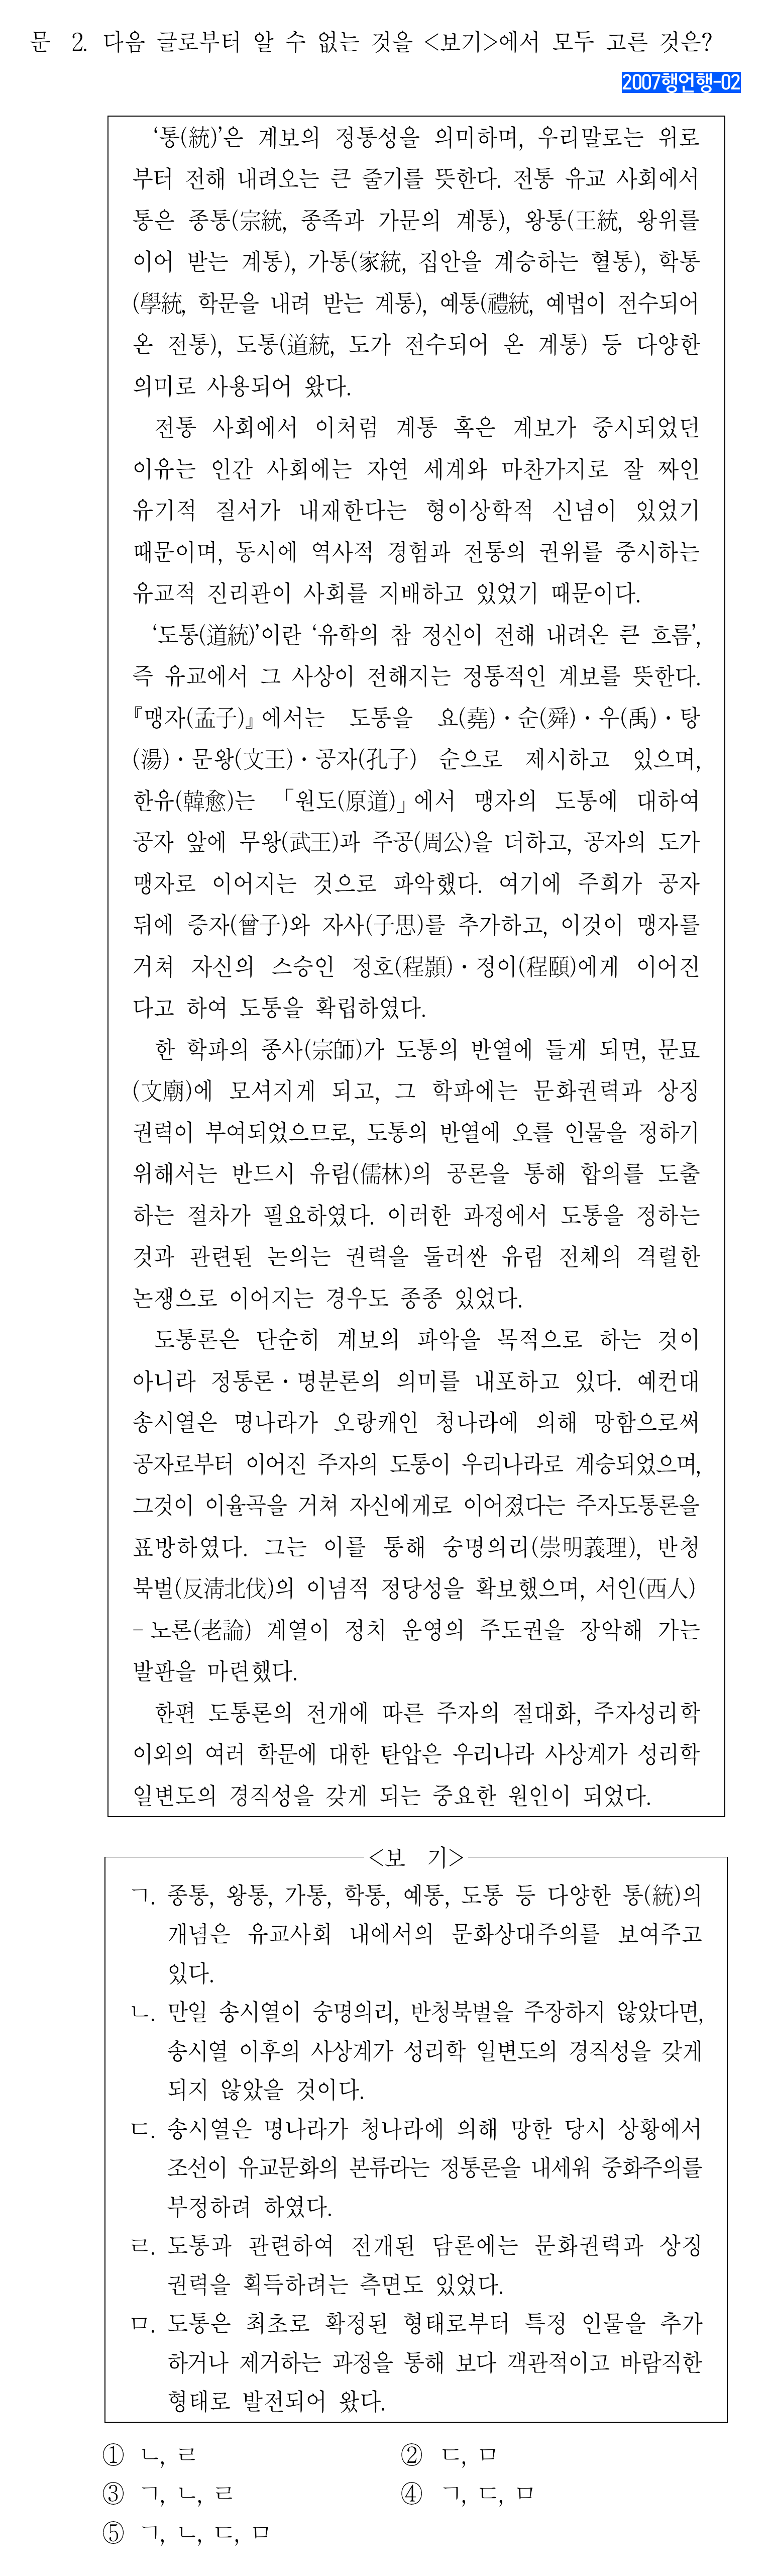 문 2. 다음 글로부터 알 수 없는 것을 <보기>에서 모두 고른 것은?
2007행언행-02
‘통(統)’은 계보의 정통성을 의미하며, 우리말로는 위로
부터 전해 내려오는 큰 줄기를 뜻한다. 전통 유교 사회에서
통은 종통(宗統, 종족과 가문의 계통), 왕통(王統, 왕위를
이어 받는 계통), 가통(家統, 집안을 계승하는 혈통), 학통
(學統, 학문을 내려 받는 계통), 예통(禮統, 예법이 전수되어
온 전통), 도통(道統, 도가 전수되어 온 계통) 등 다양한
의미로 사용되어 왔다.
전통 사회에서 이처럼 계통 혹은 계보가 중시되었던
이유는 인간 사회에는 자연 세계와 마찬가지로 잘 짜인
유기적 질서가 내재한다는 형이상학적 신념이 있었기
때문이며, 동시에 역사적 경험과 전통의 권위를 중시하는
유교적 진리관이 사회를 지배하고 있었기 때문이다.
‘도통(道統)’이란 ‘유학의 참 정신이 전해 내려온 큰 흐름’,
즉 유교에서 그 사상이 전해지는 정통적인 계보를 뜻한다.
『맹자(孟子)』에서는 도통을 요(堯)・순(舜)・우(禹)・탕
(湯)・문왕(文王)・공자(孔子) 순으로 제시하고 있으며,
한유(韓愈)는 「원도(原道)」에서 맹자의 도통에 대하여
공자 앞에 무왕(武王)과 주공(周公)을 더하고, 공자의 도가
맹자로 이어지는 것으로 파악했다. 여기에 주희가 공자
뒤에 증자(曾子)와 자사(子思)를 추가하고, 이것이 맹자를
거쳐 자신의 스승인 정호(程顥)・정이(程頤)에게 이어진
다고 하여 도통을 확립하였다.
한 학파의 종사(宗師)가 도통의 반열에 들게 되면, 문묘
(文廟)에 모셔지게 되고, 그 학파에는 문화권력과 상징
권력이 부여되었으므로, 도통의 반열에 오를 인물을 정하기
위해서는 반드시 유림(儒林)의 공론을 통해 합의를 도출
하는 절차가 필요하였다. 이러한 과정에서 도통을 정하는
것과 관련된 논의는 권력을 둘러싼 유림 전체의 격렬한
논쟁으로 이어지는 경우도 종종 있었다.
도통론은 단순히 계보의 파악을 목적으로 하는 것이
아니라 정통론・명분론의 의미를 내포하고 있다. 예컨대
송시열은 명나라가 오랑캐인 청나라에 의해 망함으로써
공자로부터 이어진 주자의 도통이 우리나라로 계승되었으며,
그것이 이율곡을 거쳐 자신에게로 이어졌다는 주자도통론을
표방하였다. 그는 이를 통해 숭명의리(崇明義理), 반청
북벌(反淸北伐)의 이념적 정당성을 확보했으며, 서인(西人)
-노론(老論) 계열이 정치 운영의 주도권을 장악해 가는
발판을 마련했다.
한편 도통론의 전개에 따른 주자의 절대화, 주자성리학
이외의 여러 학문에 대한 탄압은 우리나라 사상계가 성리학
일변도의 경직성을 갖게 되는 중요한 원인이 되었다.
<보 기>
ㄱ. 종통, 왕통, 가통, 학통, 예통, 도통 등 다양한 통(統)의
개념은 유교사회 내에서의 문화상대주의를 보여주고
있다.
ㄴ. 만일 송시열이 숭명의리, 반청북벌을 주장하지 않았다면,
송시열 이후의 사상계가 성리학 일변도의 경직성을 갖게
되지 않았을 것이다.
ㄷ. 송시열은 명나라가 청나라에 의해 망한 당시 상황에서
조선이 유교문화의 본류라는 정통론을 내세워 중화주의를
부정하려 하였다.
ㄹ. 도통과 관련하여 전개된 담론에는 문화권력과 상징
권력을 획득하려는 측면도 있었다.
ㅁ. 도통은 최초로 확정된 형태로부터 특정 인물을 추가
하거나 제거하는 과정을 통해 보다 객관적이고 바람직한
형태로 발전되어 왔다.
① ㄴ, ㄹ ② ㄷ, ㅁ
③ ㄱ, ㄴ, ㄹ ④ ㄱ, ㄷ, ㅁ
⑤ ㄱ, ㄴ, ㄷ, ㅁ